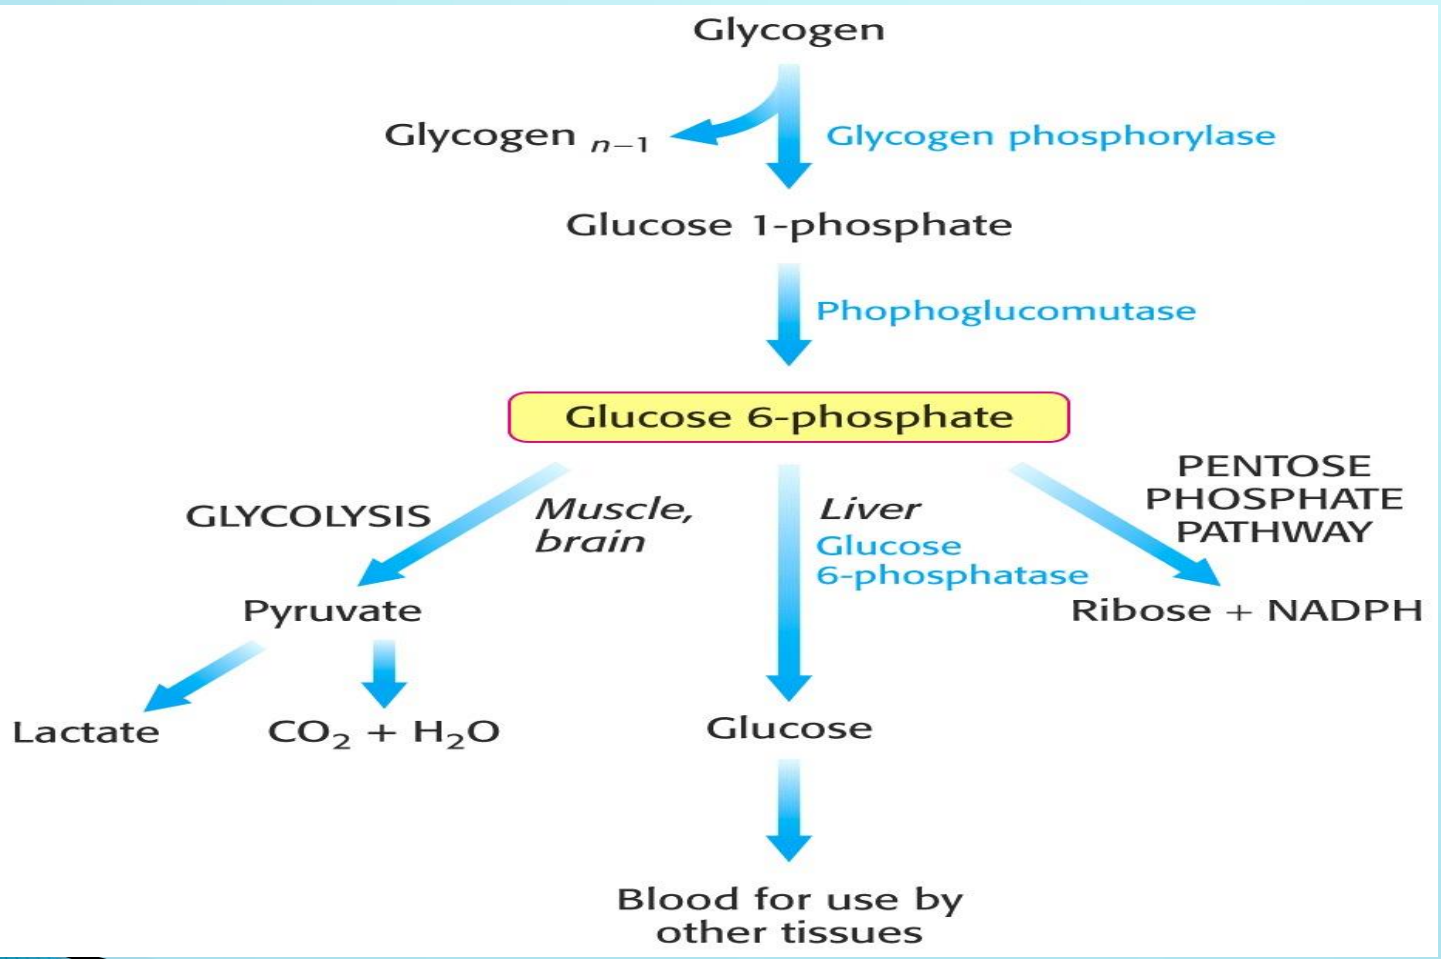 Glycogen
Glycogen n−1
Glycogen phosphorylase
Glucose 1-phosphate
Phophoglucomutase
Glucose 6-phosphate
GLYCOLYSIS
Muscle,
brain
Liver
Glucose
6-phosphatase
PENTOSE
PHOSPHATE
PATHWAY
Pyruvate
Ribose + NADPH
Lactate
CO₂ + H₂O
Glucose
Blood for use by
other tissues